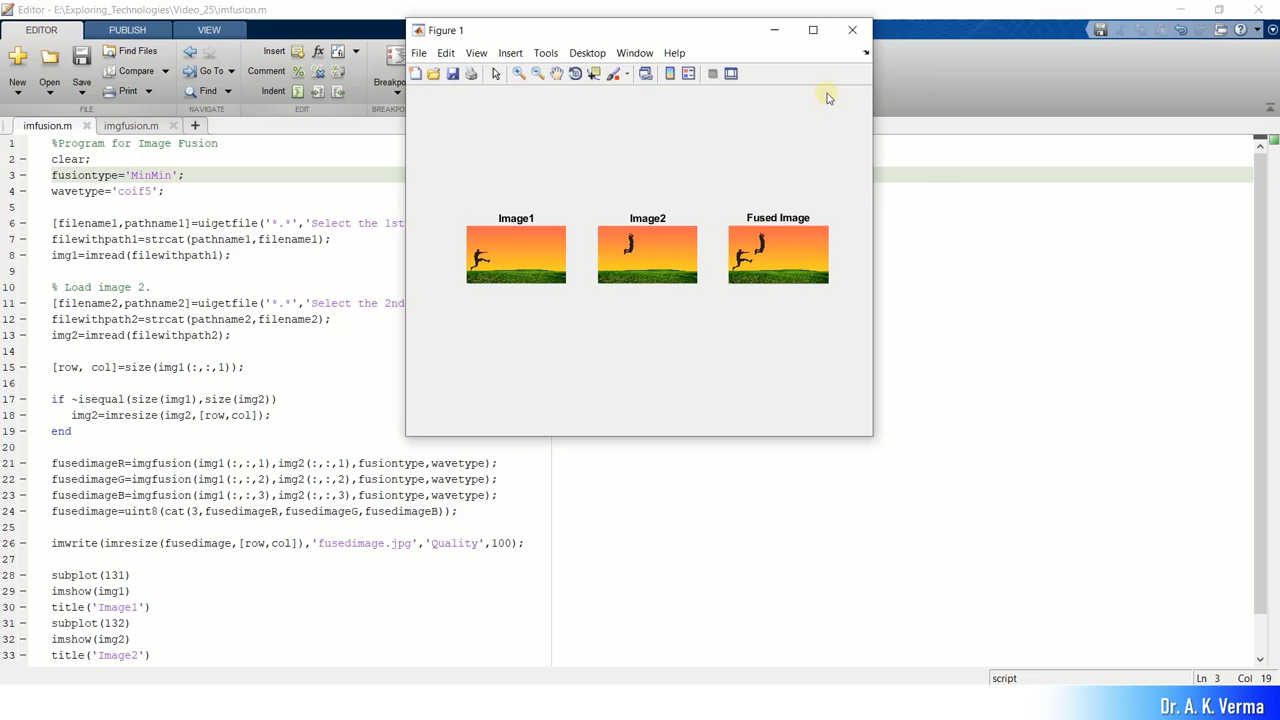 Editor - E:\Exploring_Technologies\Video_25\imfusion.m
EDITOR
PUBLISH
VIEW
New
Open
Save
Find Files
Compare
Print
Go To
Find
Insert
Comment
Indent
FILE
NAVIGATE
EDIT
imfusion.m
imgfusion.m
Figure 1
File Edit View Insert Tools Desktop Window Help
Image1
Image2
Fused Image
1 %Program for Image Fusion
2 clear;
3 fusiontype='MinMin';
4 wavetype='coif5';
5
6 [filename1,pathname1]=uigetfile('*.*','Select the 1st
7 filewithpath1=strcat(pathname1,filename1);
8 img1=imread(filewithpath1);
9
10 % Load image 2.
11 [filename2,pathname2]=uigetfile('*.*','Select the 2nd
12 filewithpath2=strcat(pathname2,filename2);
13 img2=imread(filewithpath2);
14
15 [row, col]=size(img1(:,:,1));
16
17 if ~isequal(size(img1),size(img2))
18 img2=imresize(img2,[row,col]);
19 end
20
21 fusedimageR=imgfusion(img1(:,:,1),img2(:,:,1),fusiontype,wavetype);
22 fusedimageG=imgfusion(img1(:,:,2),img2(:,:,2),fusiontype,wavetype);
23 fusedimageB=imgfusion(img1(:,:,3),img2(:,:,3),fusiontype,wavetype);
24 fusedimage=uint8(cat(3,fusedimageR,fusedimageG,fusedimageB));
25
26 imwrite(imresize(fusedimage,[row,col]),'fusedimage.jpg','Quality',100);
27
28 subplot(131)
29 imshow(img1)
30 title('Image1')
31 subplot(132)
32 imshow(img2)
33 title('Image2')
script
Ln 3 Col 19
Dr. A. K. Verma